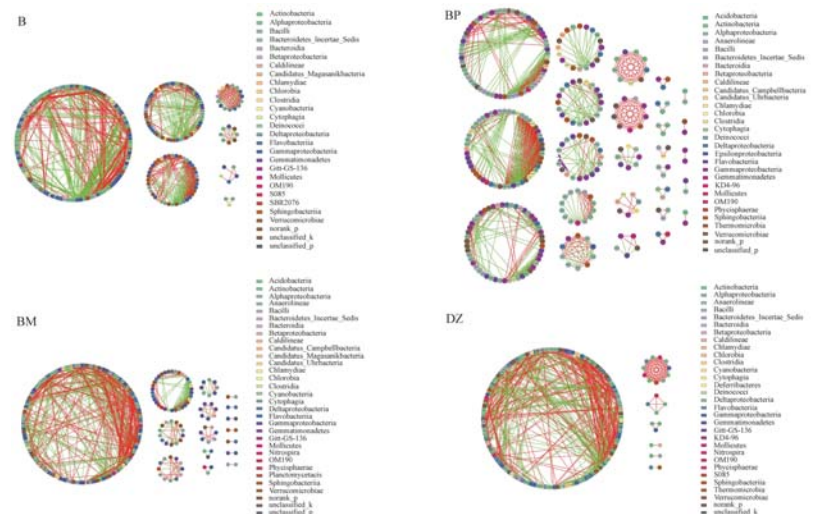 B
Actinobacteria
Alphaproteobacteria
Bacilli
Bacteroidetes_Incertae_Sedis
Bacteroidia
Betaproteobacteria
Caldilineae
Candidatus_Magasanikbacteria
Chlamydiae
Chlorobia
Clostridia
Cyanobacteria
Cytophagia
Deinococci
Deltaproteobacteria
Flavobacteriia
Gammaproteobacteria
Gemmatimonadetes
Gitt-GS-136
Mollicutes
OM190
S085
SBR2076
Sphingobacteriia
Verrucomicrobiae
norank_p
unclassified_k
unclassified_p
BP
Acidobacteria
Actinobacteria
Alphaproteobacteria
Anaerolineae
Bacilli
Bacteroidetes_Incertae_Sedis
Bacteroidia
Betaproteobacteria
Caldilineae
Candidatus_Campbellbacteria
Candidatus_Uhrbacteria
Chlamydiae
Chlorobia
Clostridia
Cytophagia
Deinococci
Deltaproteobacteria
Epsilonproteobacteria
Flavobacteriia
Gammaproteobacteria
Gemmatimonadetes
KD4-96
Mollicutes
OM190
Phycisphaerae
Sphingobacteriia
Thermomicrobia
Verrucomicrobiae
norank_p
unclassified_p
BM
Acidobacteria
Actinobacteria
Alphaproteobacteria
Anaerolineae
Bacilli
Bacteroidetes_Incertae_Sedis
Bacteroidia
Betaproteobacteria
Caldilineae
Candidatus_Campbellbacteria
Candidatus_Magasanikbacteria
Candidatus_Uhrbacteria
Chlamydiae
Chlorobia
Clostridia
Cyanobacteria
Cytophagia
Deltaproteobacteria
Flavobacteriia
Gammaproteobacteria
Gemmatimonadetes
Gitt-GS-136
Mollicutes
Nitrospira
OM190
Phycisphaerae
Planctomycetacia
Sphingobacteriia
Verrucomicrobiae
norank_p
unclassified_k
unclassified_p
DZ
Actinobacteria
Alphaproteobacteria
Anaerolineae
Bacilli
Bacteroidetes_Incertae_Sedis
Bacteroidia
Betaproteobacteria
Caldilineae
Chlamydiae
Chlorobia
Clostridia
Cyanobacteria
Cytophagia
Deferribacteres
Deinococci
Deltaproteobacteria
Flavobacteriia
Gammaproteobacteria
Gemmatimonadetes
Gitt-GS-136
KD4-96
Mollicutes
Nitrospira
OM190
Phycisphaerae
S085
Sphingobacteriia
Thermomicrobia
Verrucomicrobiae
norank_p
unclassified_k